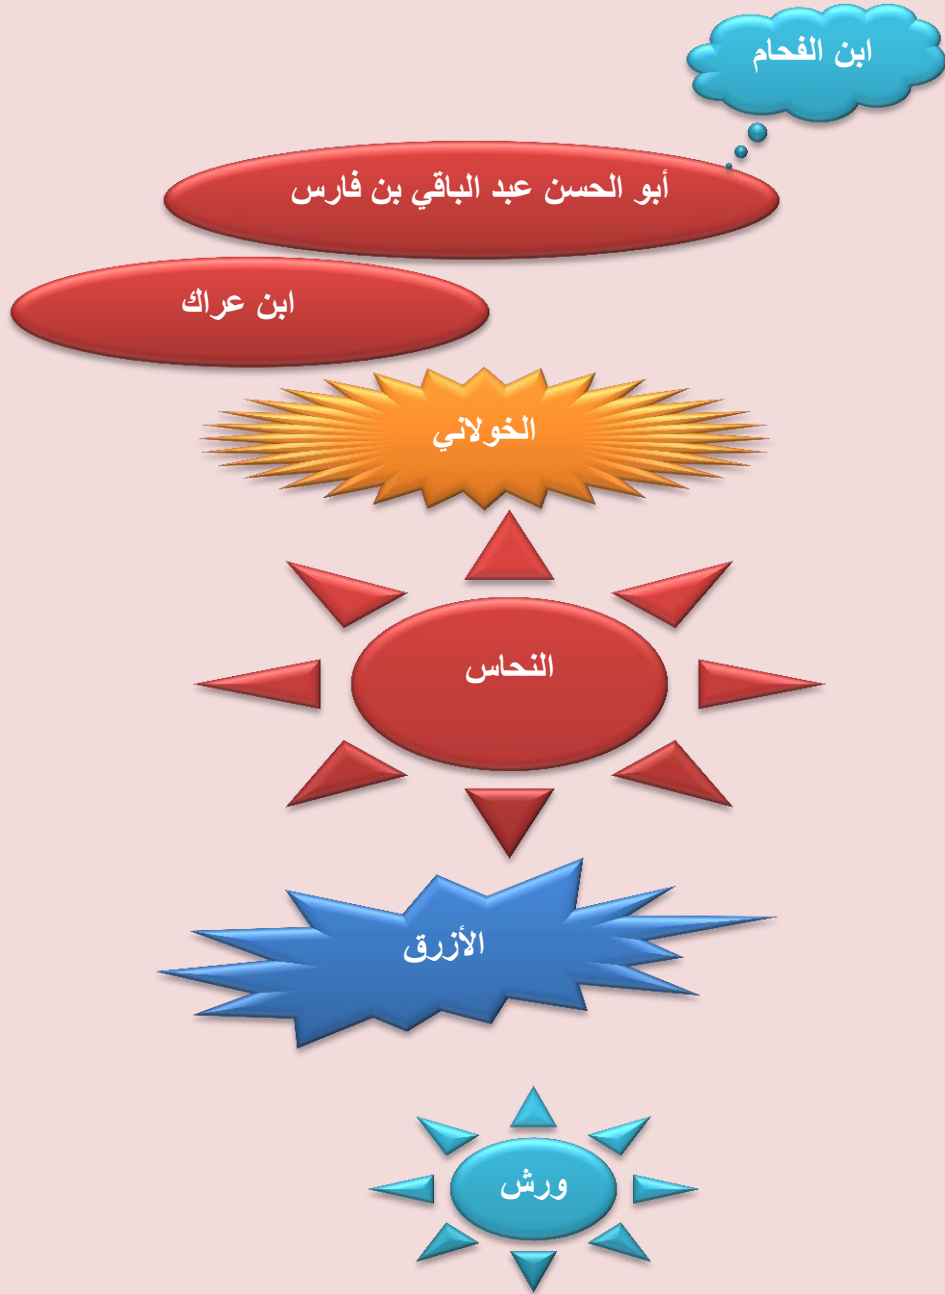 ابن الفحام
أبو الحسن عبد الباقي بن فارس
ابن عراك
الخولاني
النحاس
الأزرق
ورش